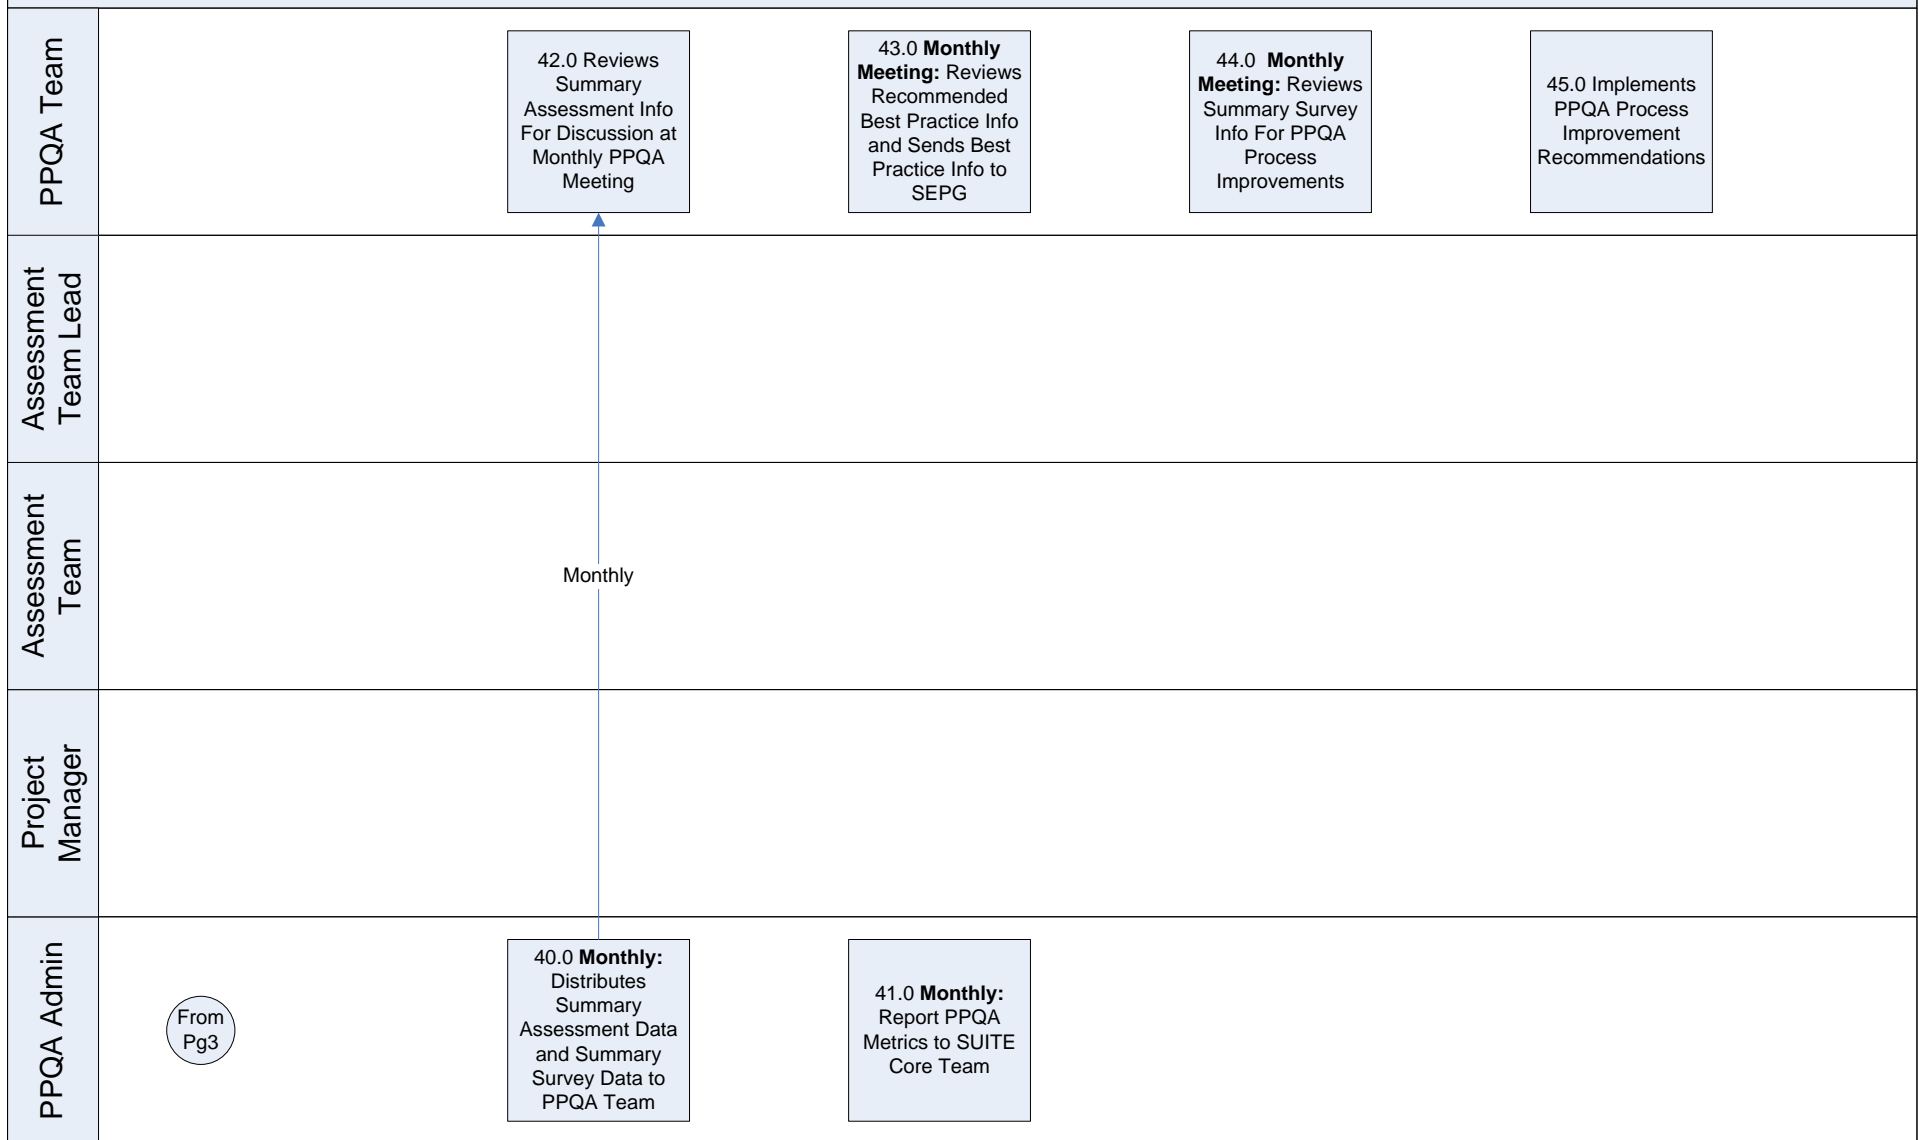 PPQA Team
42.0 Reviews
Summary
Assessment Info
For Discussion at
Monthly PPQA
Meeting
43.0 Monthly
Meeting: Reviews
Recommended
Best Practice Info
and Sends Best
Practice Info to
SEPG
44.0 Monthly
Meeting: Reviews
Summary Survey
Info For PPQA
Process
Improvements
45.0 Implements
PPQA Process
Improvement
Recommendations
Assessment
Team Lead
Assessment
Team
Monthly
Project
Manager
PPQA Admin
From
Pg3
40.0 Monthly:
Distributes
Summary
Assessment Data
and Summary
Survey Data to
PPQA Team
41.0 Monthly:
Report PPQA
Metrics to SUITE
Core Team